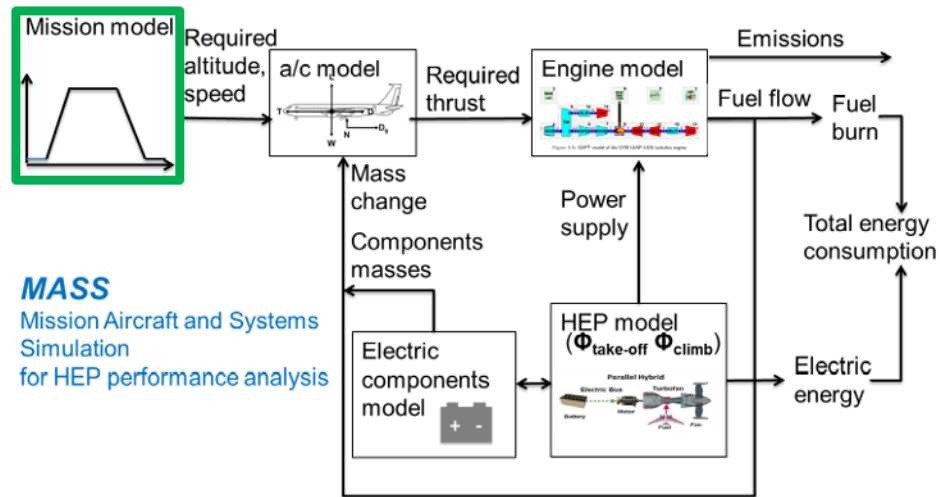 Mission model
Required
altitude,
speed
a/c model
T
D
N
D
W
Required
thrust
Engine model
Emissions
Fuel flow
Fuel
burn
Mass
change
Components
masses
Power
supply
Total energy
consumption
MASS
Mission Aircraft and Systems
Simulation
for HEP performance analysis
Electric
components
model
+ -
HEP model
(Φtake-off Φclimb)
Parallel Hybrid
Electric Bus
Turbofan
Battery
Motor
Fuel
Fan
Electric
energy